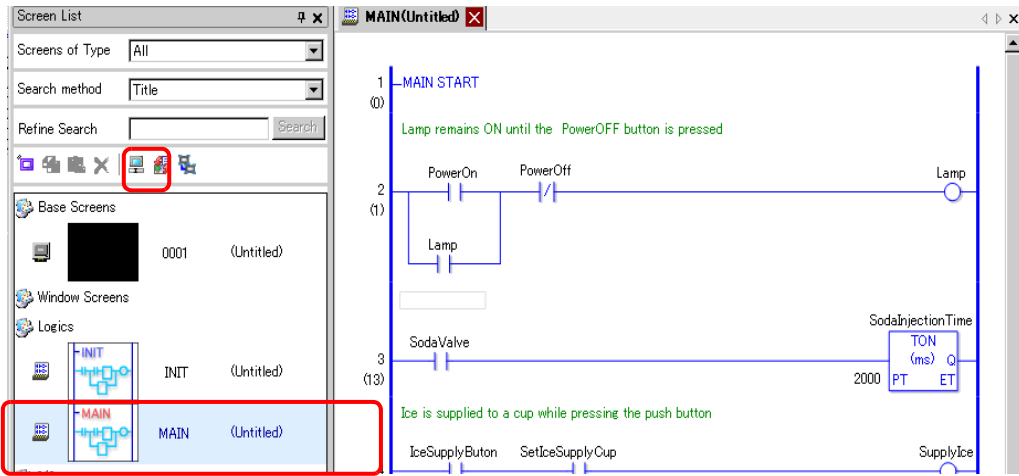 Screen List
Screens of Type All
Search method Title
Refine Search Search
Base Screens
0001 (Untitled)
Window Screens
Logics
INIT
INIT (Untitled)
MAIN
MAIN (Untitled)
MAIN(Untitled)
1 MAIN START
(0)
Lamp remains ON until the PowerOFF button is pressed
PowerOn PowerOff Lamp
2
(1)
Lamp
SodaInjectionTime
SodaValve TON
3 (ms) Q
(13) 2000 PT ET
Ice is supplied to a cup while pressing the push button
IceSupplyButon SetIceSupplyCup SupplyIce